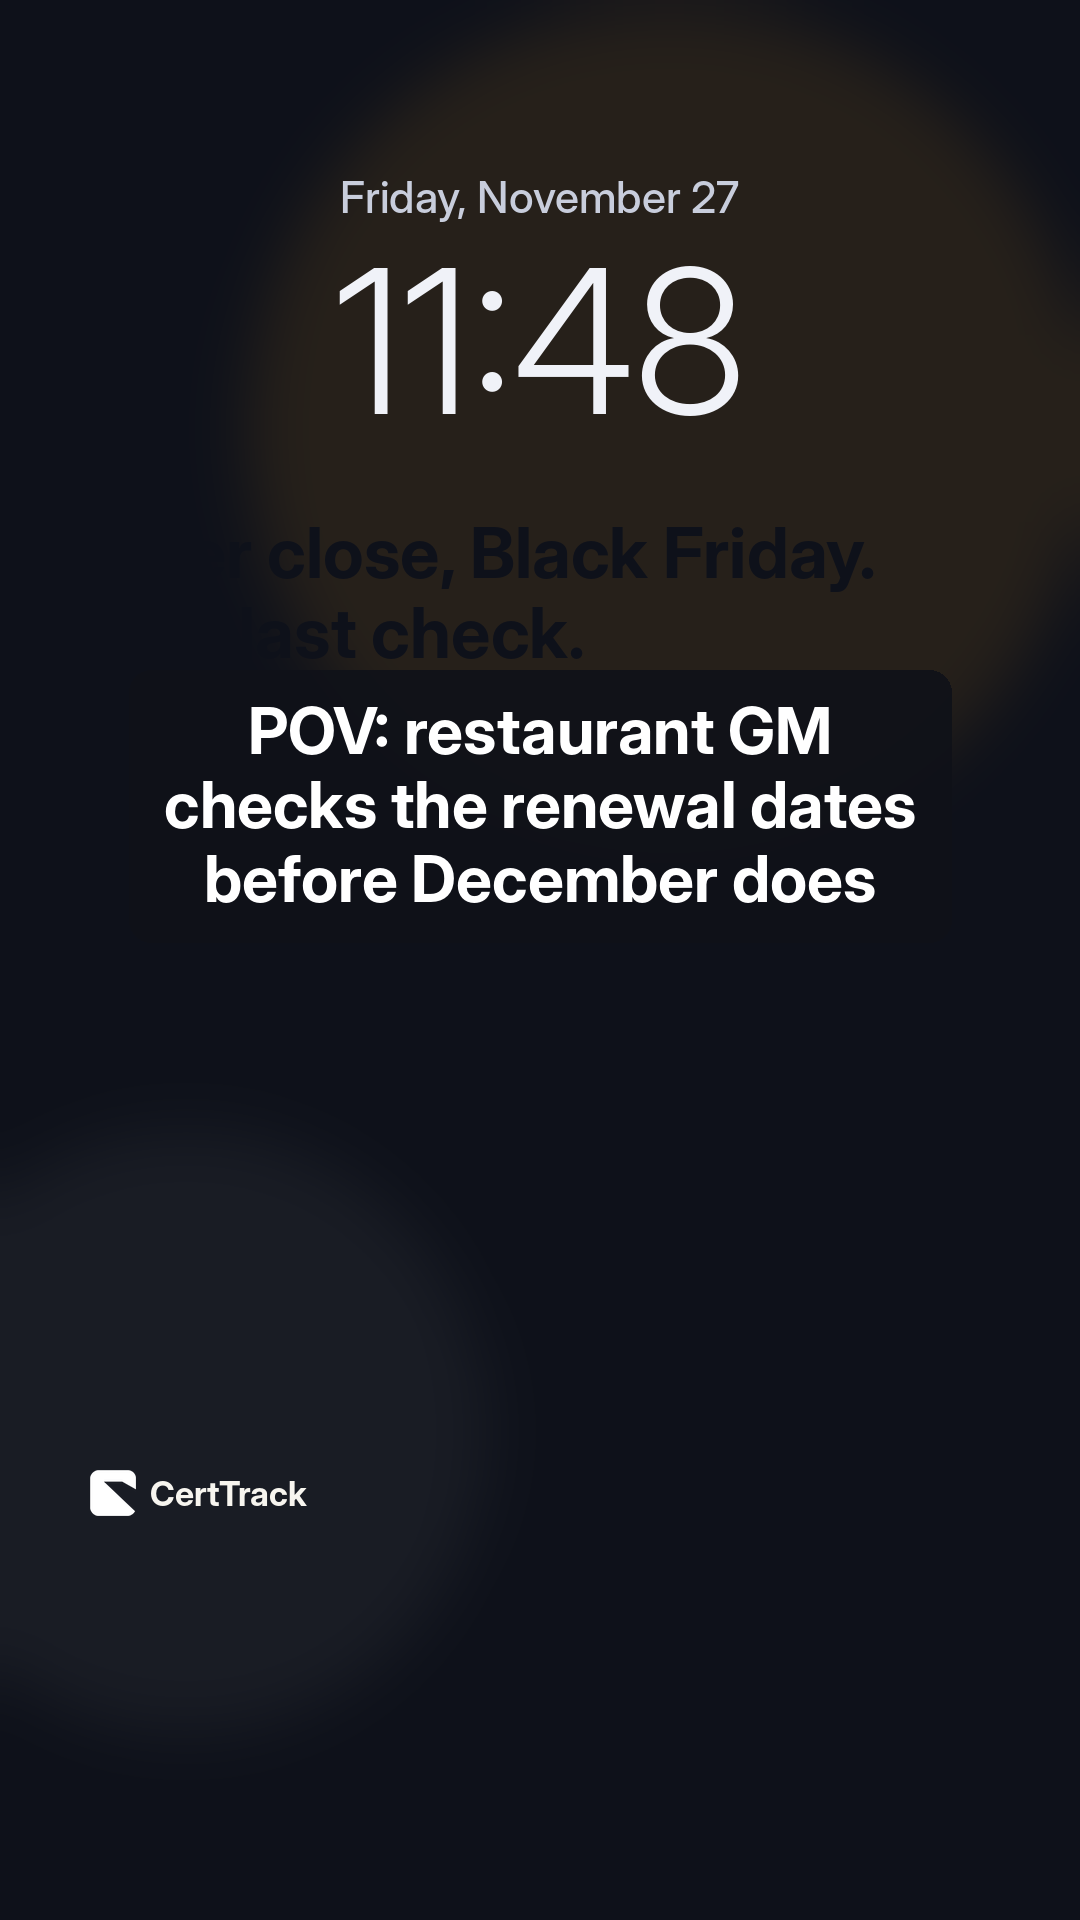 Friday, November 27
11:48
close, Black Friday.
last check.
POV: restaurant GM
checks the renewal dates
before December does
CertTrack